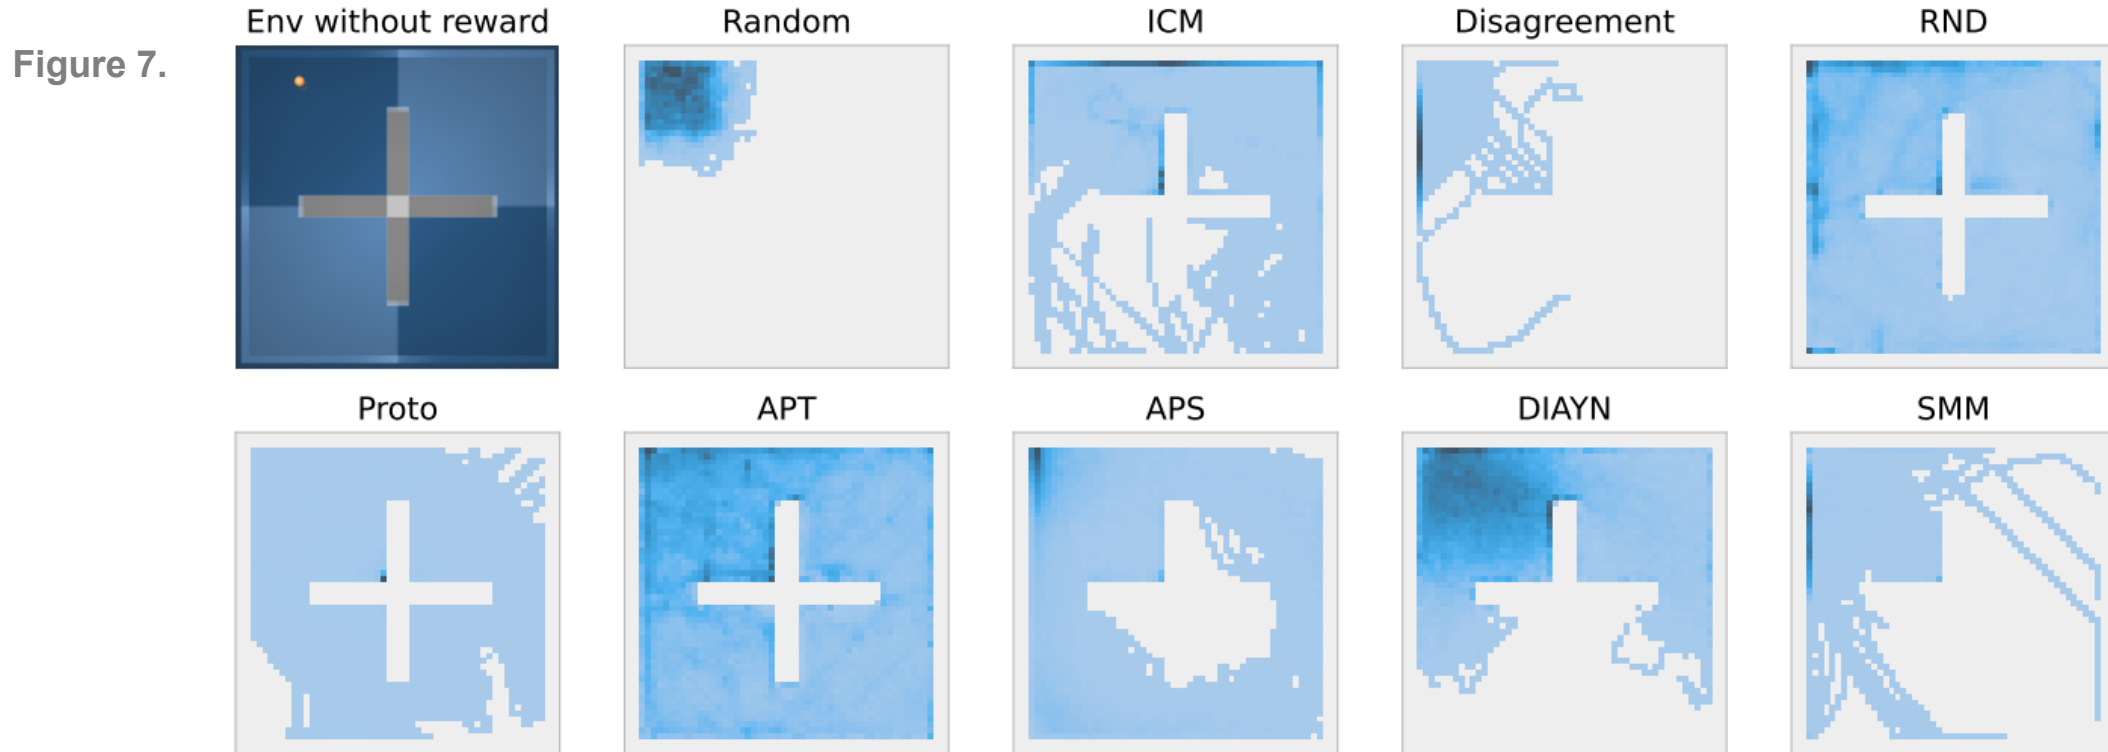 Figure 7.
Env without reward
Random
ICM
Disagreement
RND
Proto
APT
APS
DIAYN
SMM